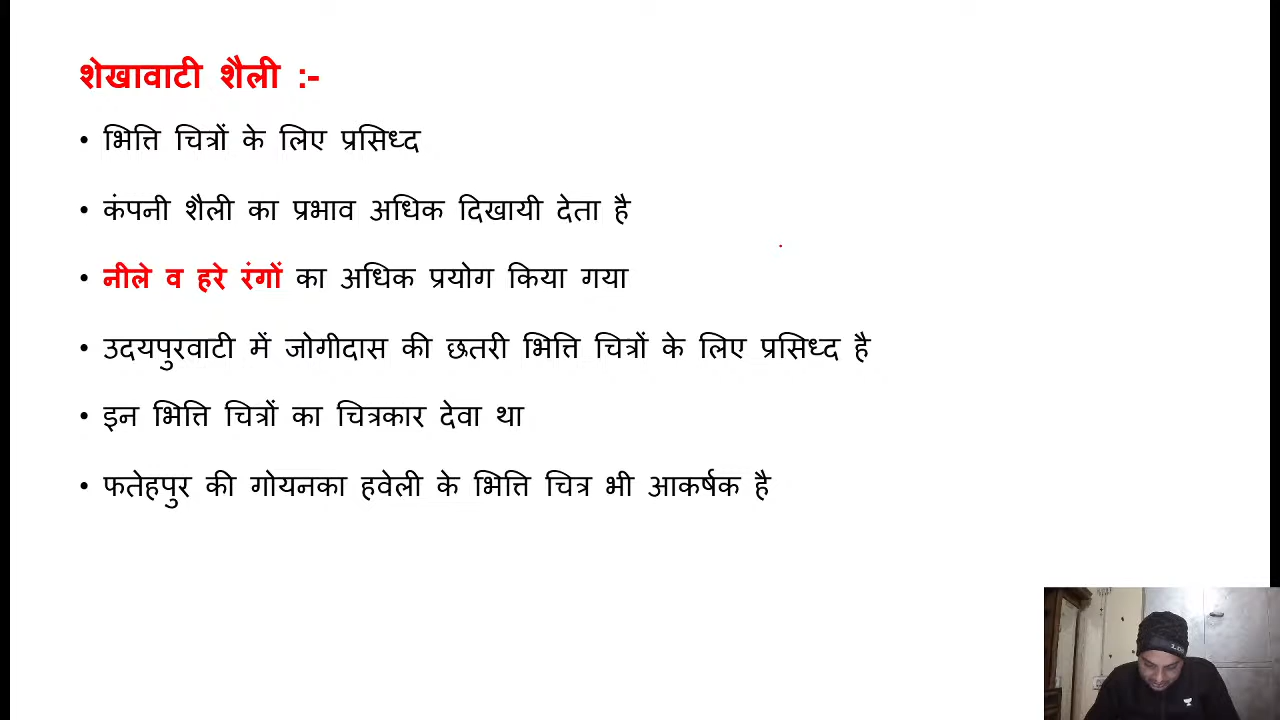 शेखावाटी शैली :-
• भित्ति चित्रों के लिए प्रसिध्द
• कंपनी शैली का प्रभाव अधिक दिखायी देता है
• नीले व हरे रंगों का अधिक प्रयोग किया गया
• उदयपुरवाटी में जोगीदास की छतरी भित्ति चित्रों के लिए प्रसिध्द है
• इन भित्ति चित्रों का चित्रकार देवा था
• फतेहपुर की गोयनका हवेली के भित्ति चित्र भी आकर्षक है